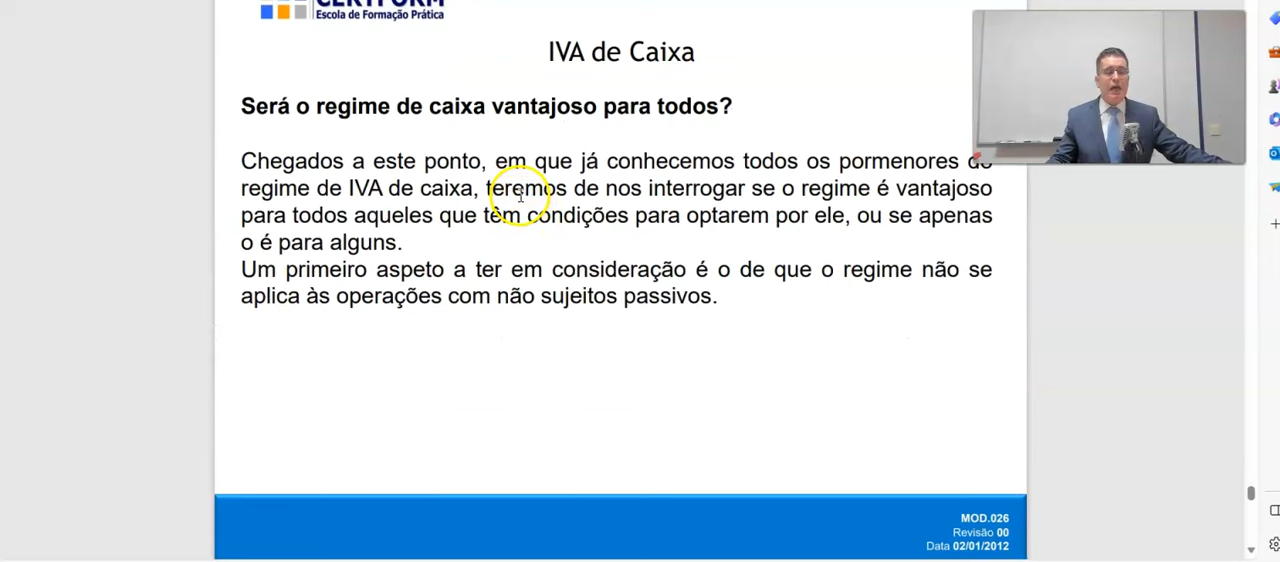 CERTFORM
Escola de Formação Prática
IVA de Caixa
Será o regime de caixa vantajoso para todos?
Chegados a este ponto, em que já conhecemos todos os pormenores do
regime de IVA de caixa, teremos de nos interrogar se o regime é vantajoso
para todos aqueles que têm condições para optarem por ele, ou se apenas
o é para alguns.
Um primeiro aspeto a ter em consideração é o de que o regime não se
aplica às operações com não sujeitos passivos.
MOD.026
Revisão 00
Data 02/01/2012